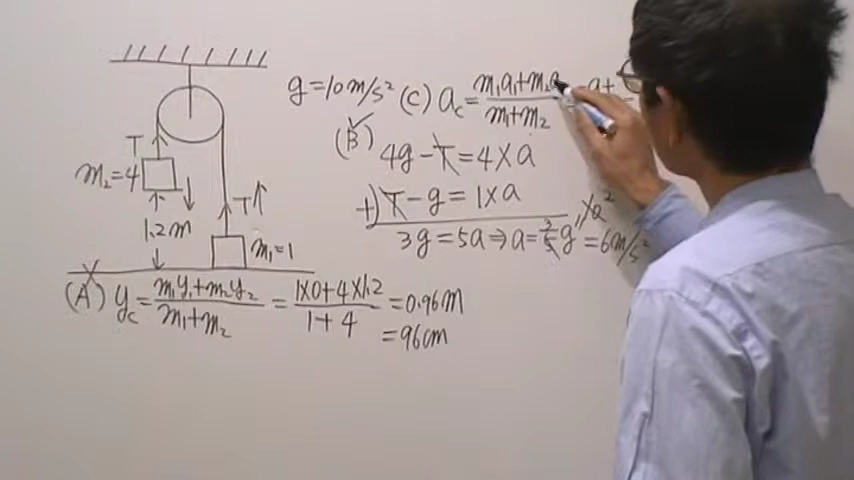 g=10m/s² (C) a_c = (m₁a₁+m₂a)/(m₁+m₂) = a+
(B) ✓ 4g-T=4×a
+) T-g=1×a
3g=5a⇒a=3/5 g =6m/s²
T
m₂=4
T
1.2m
m₁=1
(A) y_c = (m₁y₁+m₂y₂)/(m₁+m₂) = (1×0+4×1.2)/(1+4) =0.96m
=96cm